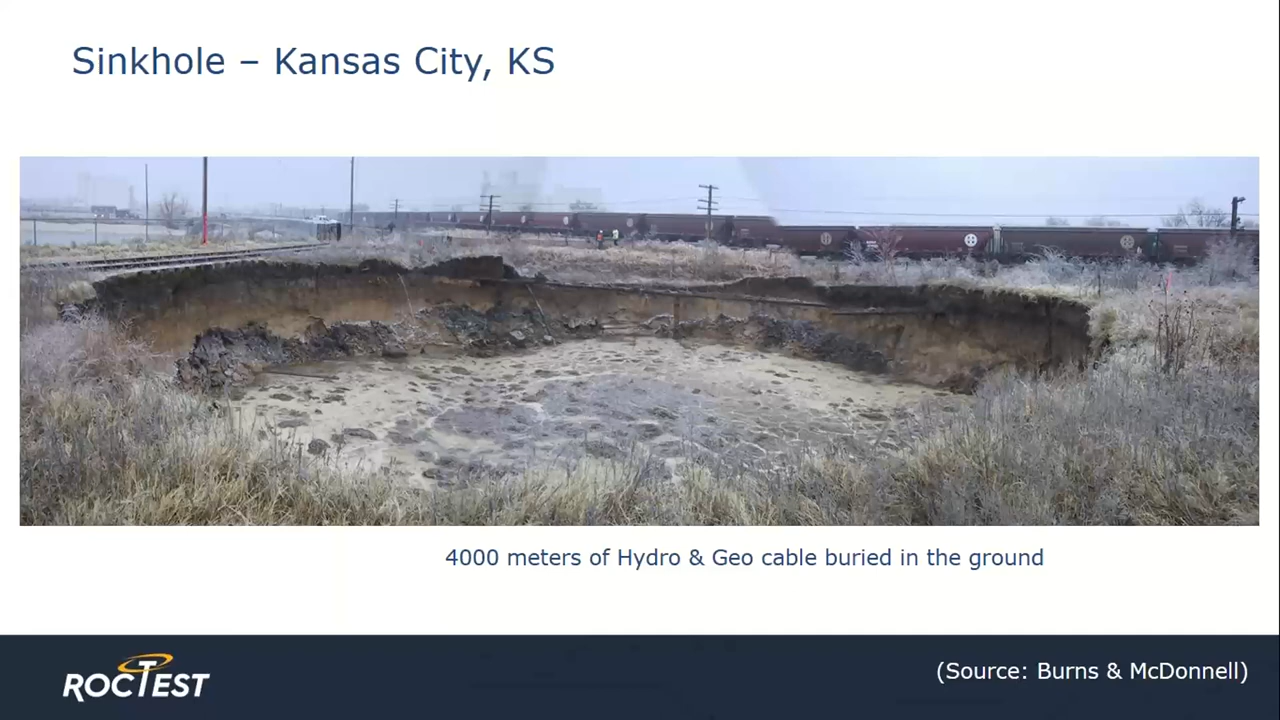 Sinkhole – Kansas City, KS
4000 meters of Hydro & Geo cable buried in the ground
ROCTEST
(Source: Burns & McDonnell)